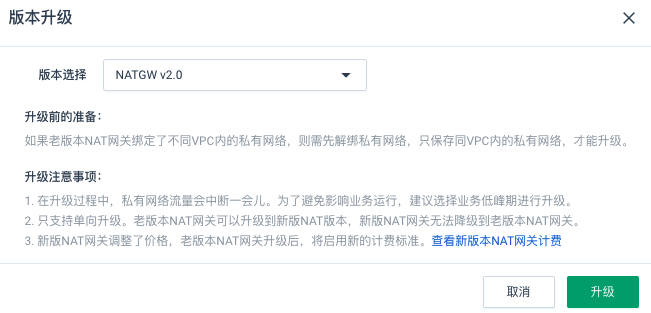 版本升级
版本选择 NATGW v2.0
升级前的准备：
如果老版本NAT网关绑定了不同VPC内的私有网络，则需先解绑私有网络，只保存同VPC内的私有网络，才能升级。
升级注意事项：
1. 在升级过程中，私有网络流量会中断一会儿。为了避免影响业务运行，建议选择业务低峰期进行升级。
2. 只支持单向升级。老版本NAT网关可以升级到新版NAT版本，新版NAT网关无法降级到老版本NAT网关。
3. 新版NAT网关调整了价格，老版本NAT网关升级后，将启用新的计费标准。查看新版本NAT网关计费
取消 升级